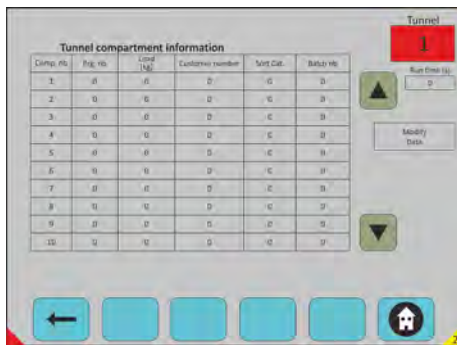 Tunnel
1
Tunnel compartment information
Run time (s)
0
Comp. nb Prg. nb Load (kg) Customer number Sort Cat. Batch nb
1 0 0 0 0 0
2 0 0 0 0 0
3 0 0 0 0 0
4 0 0 0 0 0
5 0 0 0 0 0
6 0 0 0 0 0
7 0 0 0 0 0
8 0 0 0 0 0
9 0 0 0 0 0
10 0 0 0 0 0
Modify
Data
2